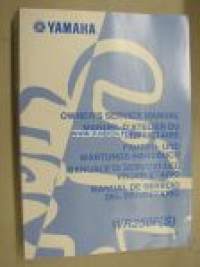 YAMAHA
OWNER'S SERVICE MANUAL
MANUEL D'ATELIER DU
PROPRIETAIRE
FAHRER- UND
WARTUNGS-HANDBUCH
MANUALE DI SERVIZIO DEL
PROPRIETARIO
MANUAL DE SERVICIO
DEL PROPIETARIO
WR250F(S)